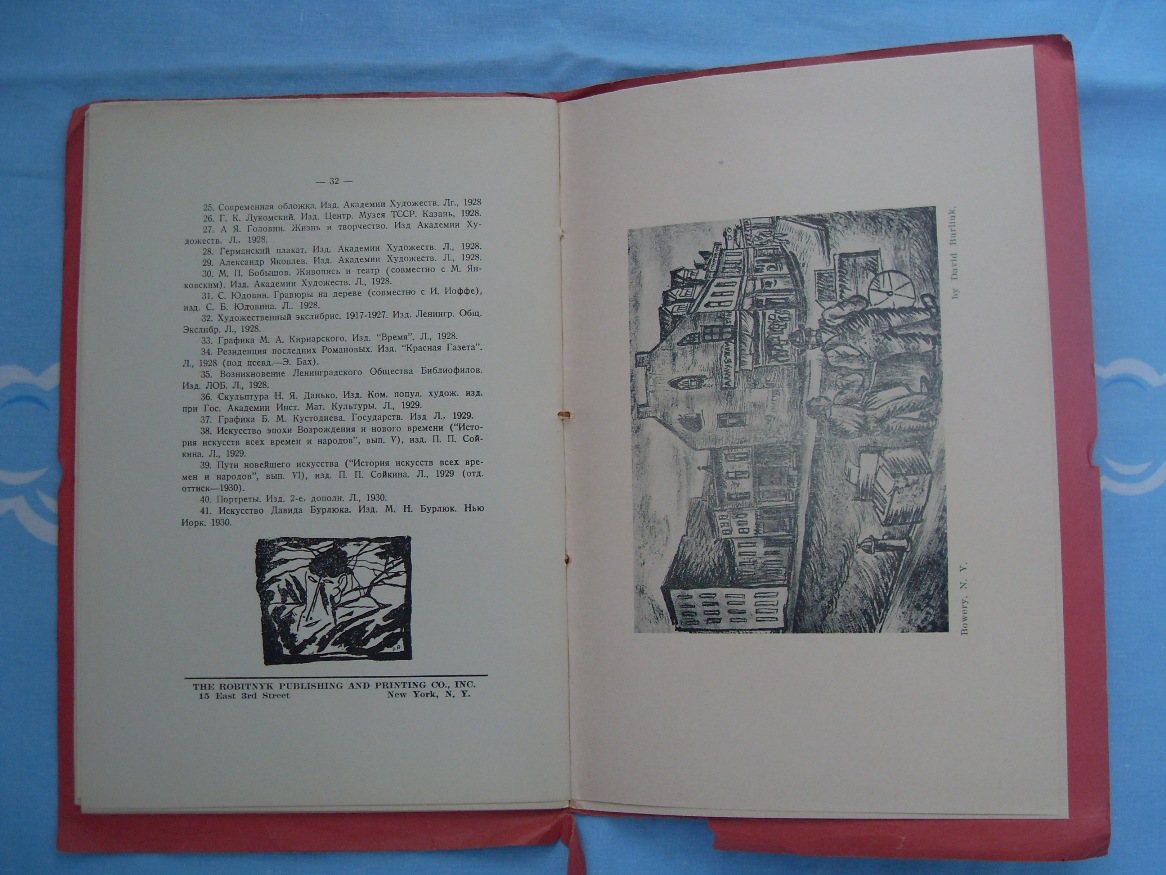 — 32 —
25. Современная обложка. Изд. Академии Художеств. Лг., 1928
26. Г. К. Лукомский. Изд. Центр. Музея ТССР. Казань, 1928.
27. А Я. Головин. Жизнь и творчество. Изд Академии Ху-
дожеств. Л., 1928.
28. Германский плакат. Изд. Академии Художеств. Л., 1928.
29. Александр Яковлев. Изд. Академии Художеств. Л., 1928.
30. М. П. Бобышов. Живопись и театр (совместно с М. Ян-
ковским). Изд. Академии Художеств. Л., 1928.
31. С. Юдовин. Гравюры на дереве (совместно с И. Иоффе),
изд. С. Б. Юдовина. Л.. 1928.
32. Художественный экслибрис. 1917-1927. Изд. Ленингр. Общ.
Экслибр. Л., 1928.
33. Графика М. А. Кирнарского. Изд. "Время". Л., 1928.
34. Резиденция последних Романовых. Изд. "Красная Газета".
Л., 1928 (под псевд.—Э. Бах).
35. Возникновение Ленинградского Общества Библиофилов.
Изд. ЛОБ. Л., 1928.
36. Скульптура Н. Я. Данько. Изд. Ком. попул. худож. изд.
при Гос. Академии Инст. Мат. Культуры. Л., 1929.
37. Графика Б. М. Кустодиева. Государств. Изд Л., 1929.
38. Искусство эпохи Возрождения и нового времени ("Исто-
рия искусств всех времен и народов", вып. V), изд. П. П. Сой-
кина. Л., 1929.
39. Пути новейшего искусства ("История искусств всех вре-
мен и народов", вып. VI), изд. П. П. Сойкина. Л., 1929 (отд.
оттиск—1930).
40. Портреты. Изд. 2-е, дополн. Л., 1930.
41. Искусство Давида Бурлюка. Изд. М. Н. Бурлюк. Нью
Иорк. 1930.
THE ROBITNYK PUBLISHING AND PRINTING CO., INC.
15 East 3rd Street New York, N. Y.
Bowery, N. Y.
by David Burliuk.